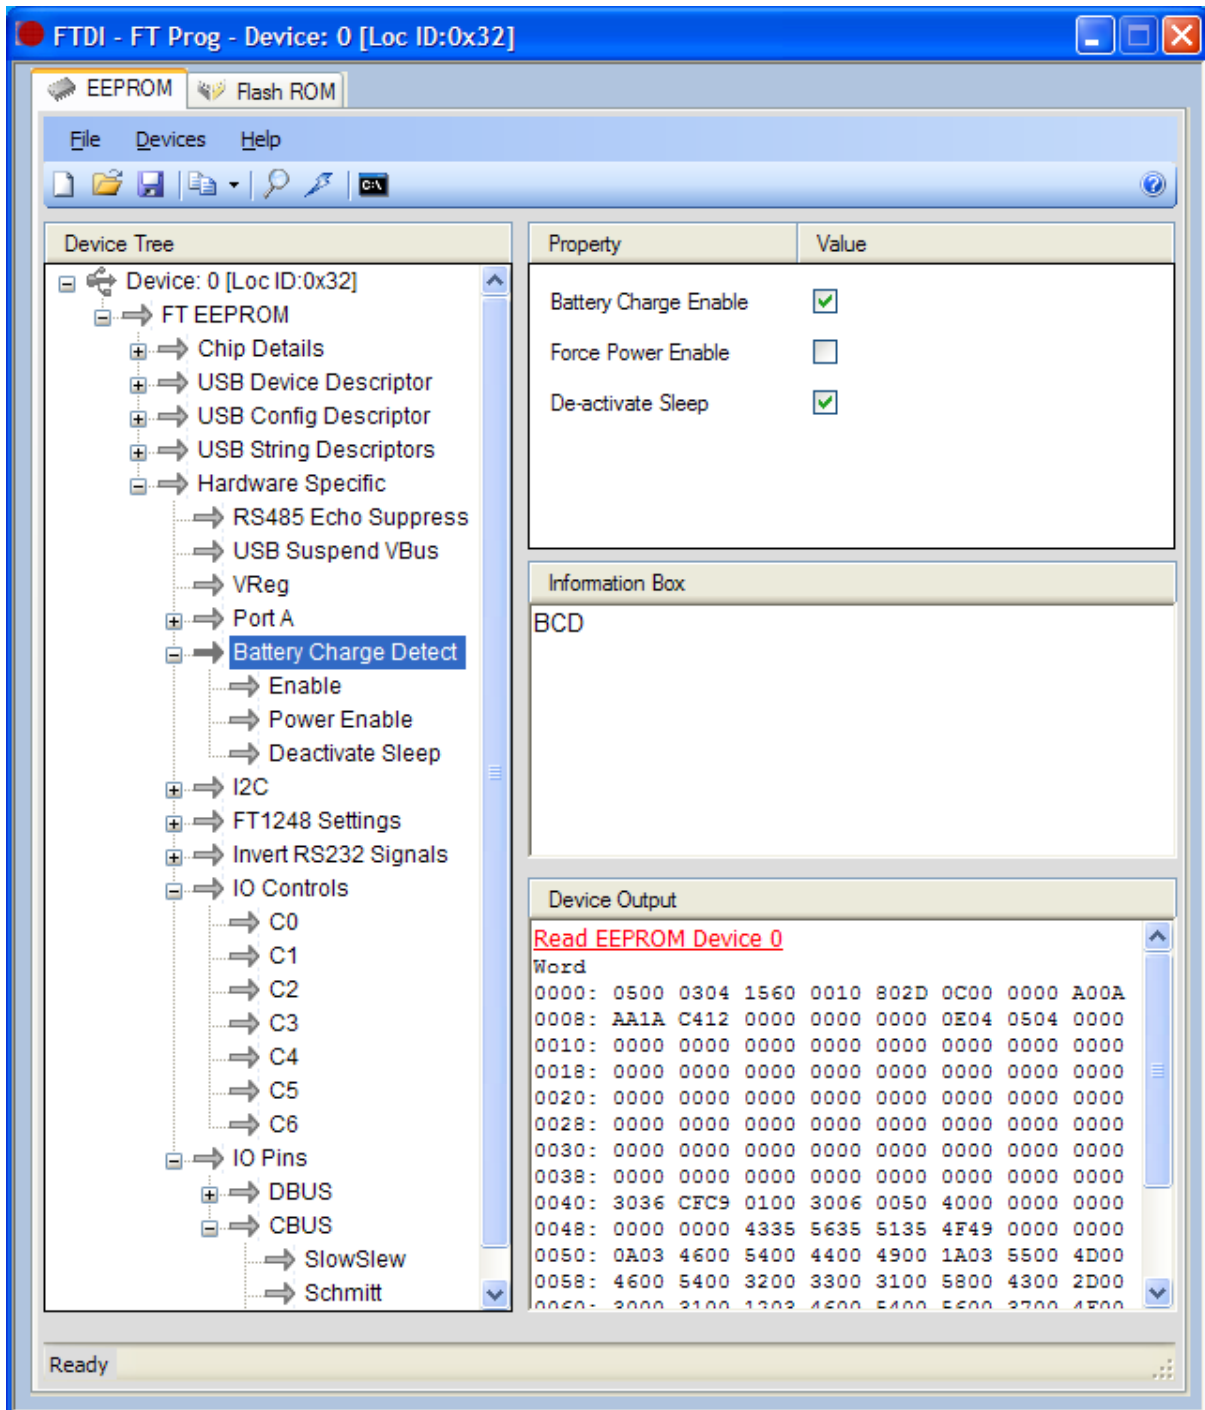 FTDI - FT Prog - Device: 0 [Loc ID:0x32]
EEPROM Flash ROM
File Devices Help
C:\
Device Tree
Device: 0 [Loc ID:0x32]
FT EEPROM
Chip Details
USB Device Descriptor
USB Config Descriptor
USB String Descriptors
Hardware Specific
RS485 Echo Suppress
USB Suspend VBus
VReg
Port A
Battery Charge Detect
Enable
Power Enable
Deactivate Sleep
I2C
FT1248 Settings
Invert RS232 Signals
IO Controls
C0
C1
C2
C3
C4
C5
C6
IO Pins
DBUS
CBUS
SlowSlew
Schmitt
Property Value
Battery Charge Enable
Force Power Enable
De-activate Sleep
Information Box
BCD
Device Output
Read EEPROM Device 0
Word
0000: 0500 0304 1560 0010 802D 0C00 0000 A00A
0008: AA1A C412 0000 0000 0000 0E04 0504 0000
0010: 0000 0000 0000 0000 0000 0000 0000 0000
0018: 0000 0000 0000 0000 0000 0000 0000 0000
0020: 0000 0000 0000 0000 0000 0000 0000 0000
0028: 0000 0000 0000 0000 0000 0000 0000 0000
0030: 0000 0000 0000 0000 0000 0000 0000 0000
0038: 0000 0000 0000 0000 0000 0000 0000 0000
0040: 3036 CFC9 0100 3006 0050 4000 0000 0000
0048: 0000 0000 4335 5635 5135 4F49 0000 0000
0050: 0A03 4600 5400 4400 4900 1A03 5500 4D00
0058: 4600 5400 3200 3300 3100 5800 4300 2D00
0060: 3000 3100 1203 4600 5400 5600 3700 4F00
Ready